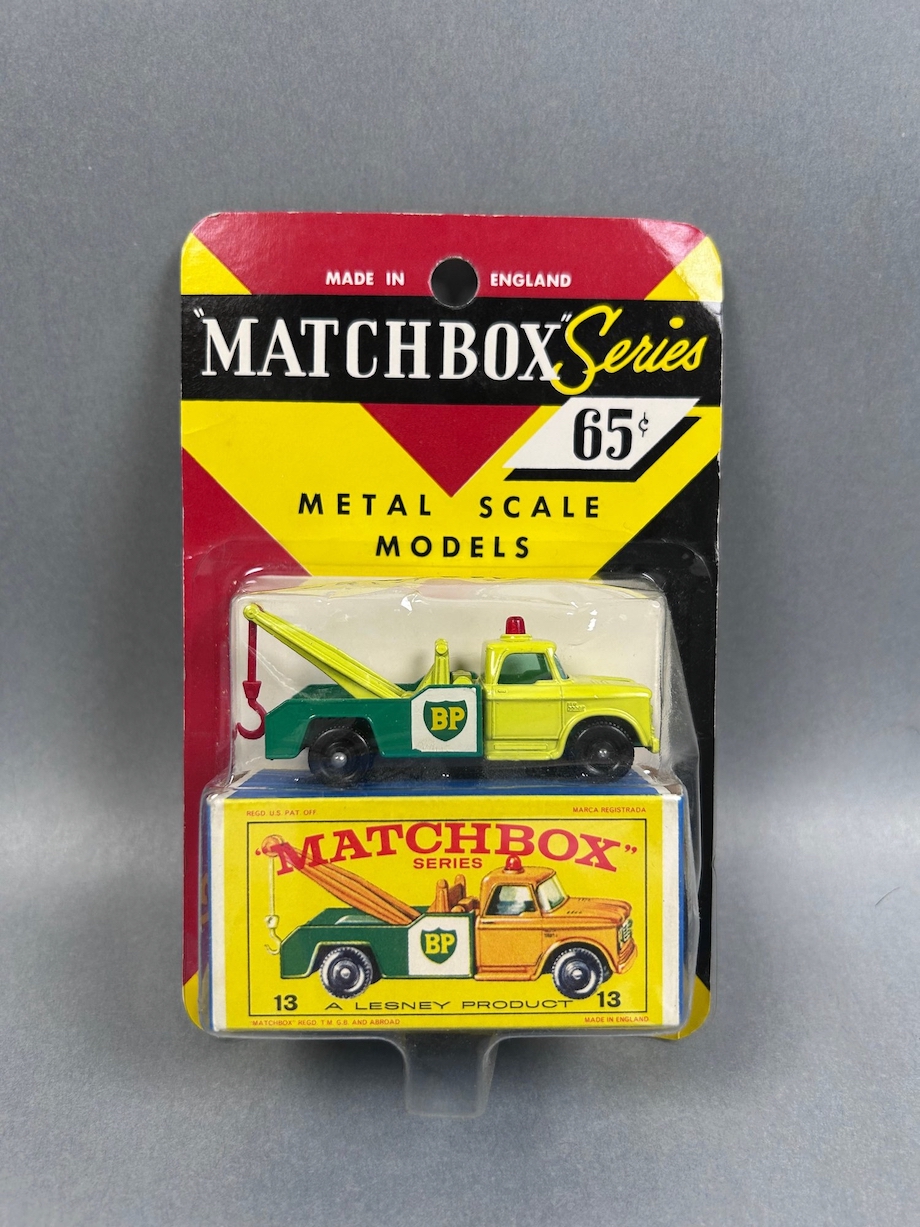 MADE IN ENGLAND
"MATCHBOX" Series
65¢
METAL SCALE
MODELS
BP
REGD. U.S. PAT. OFF. MARCA REGISTRADA
"MATCHBOX"
SERIES
BP
13 A LESNEY PRODUCT 13
"MATCHBOX" REGD. T.M. G.B. AND ABROAD MADE IN ENGLAND